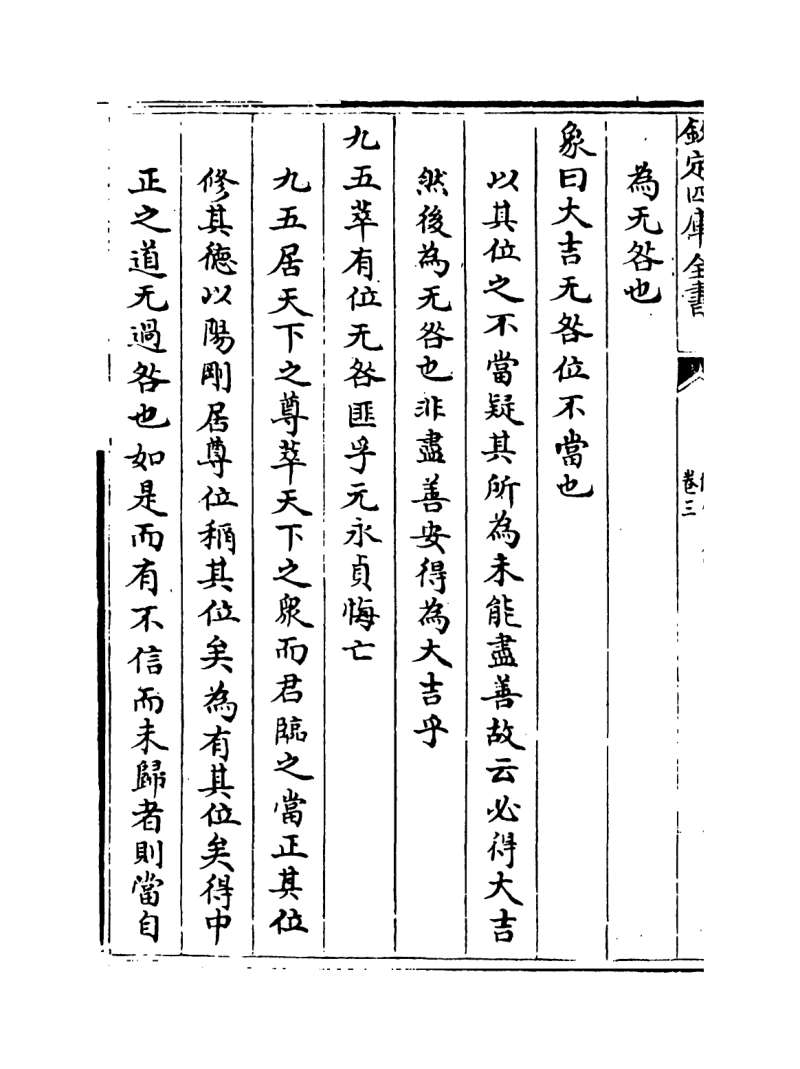 欽定四庫全書
卷三
為无咎也
象曰大吉无咎位不當也
以其位之不當疑其所為未能盡善故云必得大吉
然後為无咎也非盡善安得為大吉乎
九五萃有位无咎匪孚元永貞悔亡
九五居天下之尊萃天下之衆而君臨之當正其位
修其德以陽剛居尊位稱其位矣為有其位矣得中
正之道无過咎也如是而有不信而未歸者則當自